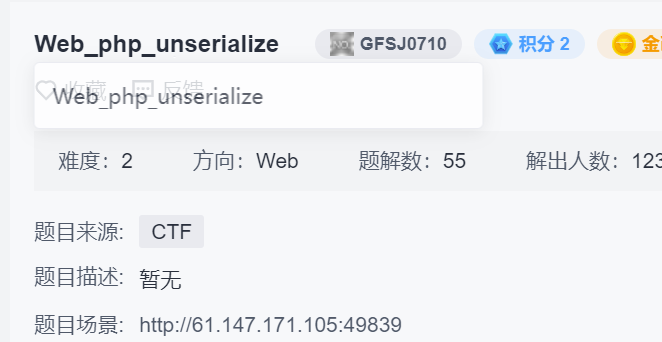 Web_php_unserialize GFSJ0710 积分 2
收藏 反馈
Web_php_unserialize
难度：2 方向：Web 题解数：55 解出人数：123
题目来源: CTF
题目描述: 暂无
题目场景: http://61.147.171.105:49839